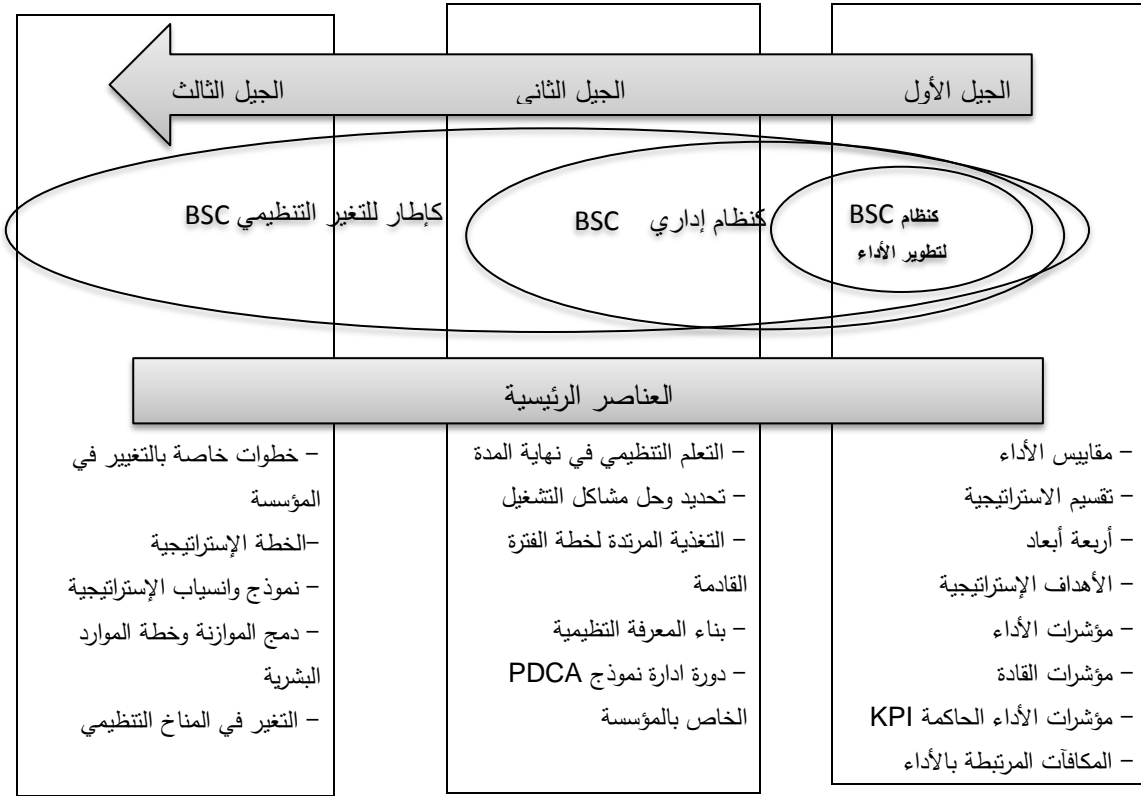 الجيل الأول
الجيل الثاني
الجيل الثالث
كنظام BSC
لتطوير الأداء
كنظام إداري BSC
كإطار للتغير التنظيمي BSC
العناصر الرئيسية
- مقاييس الأداء
- تقسيم الاستراتيجية
- أربعة أبعاد
- الأهداف الإستراتيجية
- مؤشرات الأداء
- مؤشرات القادة
- مؤشرات الأداء الحاكمة KPI
- المكافآت المرتبطة بالأداء
- التعلم التنظيمي في نهاية المدة
- تحديد وحل مشاكل التشغيل
- التغذية المرتدة لخطة الفترة
القادمة
- بناء المعرفة التظيمية
- دورة ادارة نموذج PDCA
الخاص بالمؤسسة
- خطوات خاصة بالتغيير في
المؤسسة
-الخطة الإستراتيجية
- نموذج وانسياب الإستراتيجية
- دمج الموازنة وخطة الموارد
البشرية
- التغير في المناخ التنظيمي